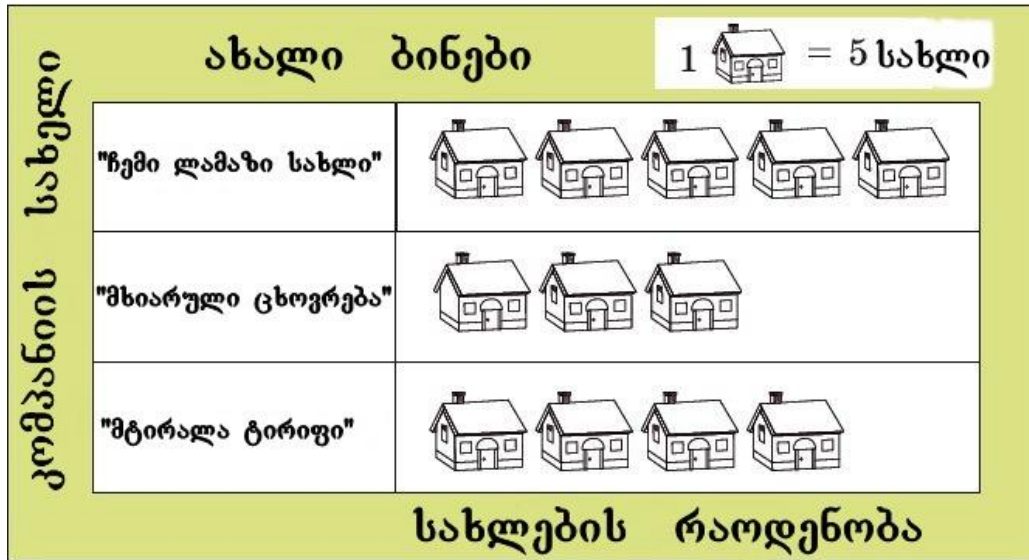 ახალი ბინები
1 = 5 სახლი
კომპანიის სახელი
"ჩემი ლამაზი სახლი"
"მხიარული ცხოვრება"
"მტირალა ტირიფი"
სახლების რაოდენობა